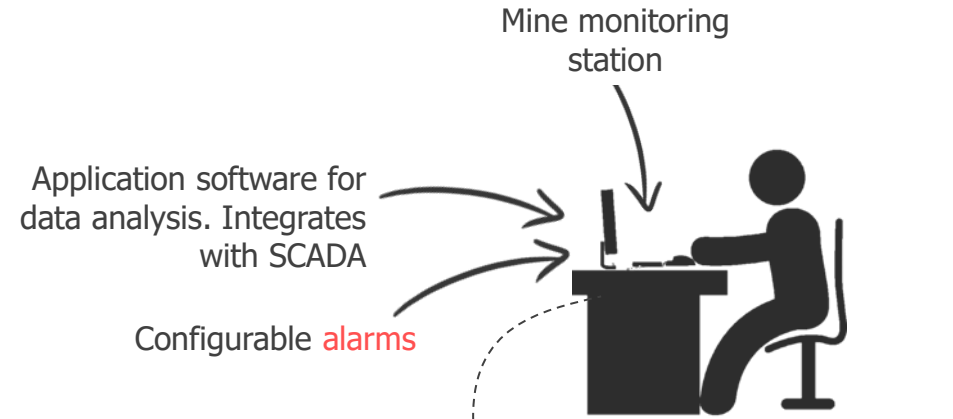 Mine monitoring
station
Application software for
data analysis. Integrates
with SCADA
Configurable alarms